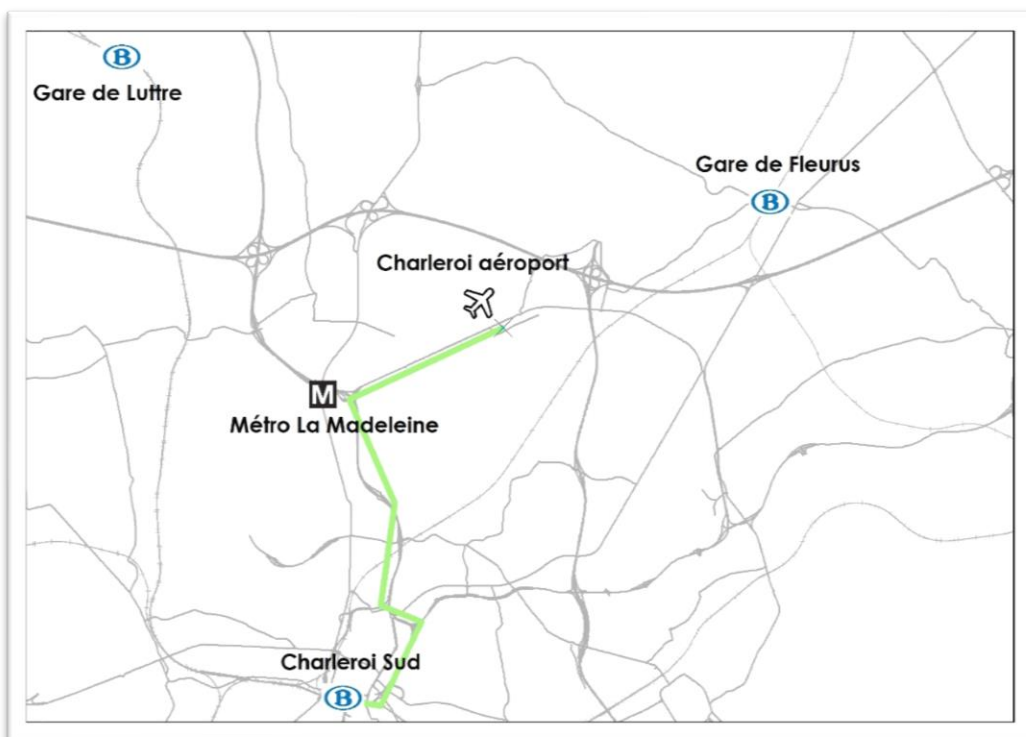 B
Gare de Luttre
Gare de Fleurus
B
Charleroi aéroport
M
Métro La Madeleine
Charleroi Sud
B